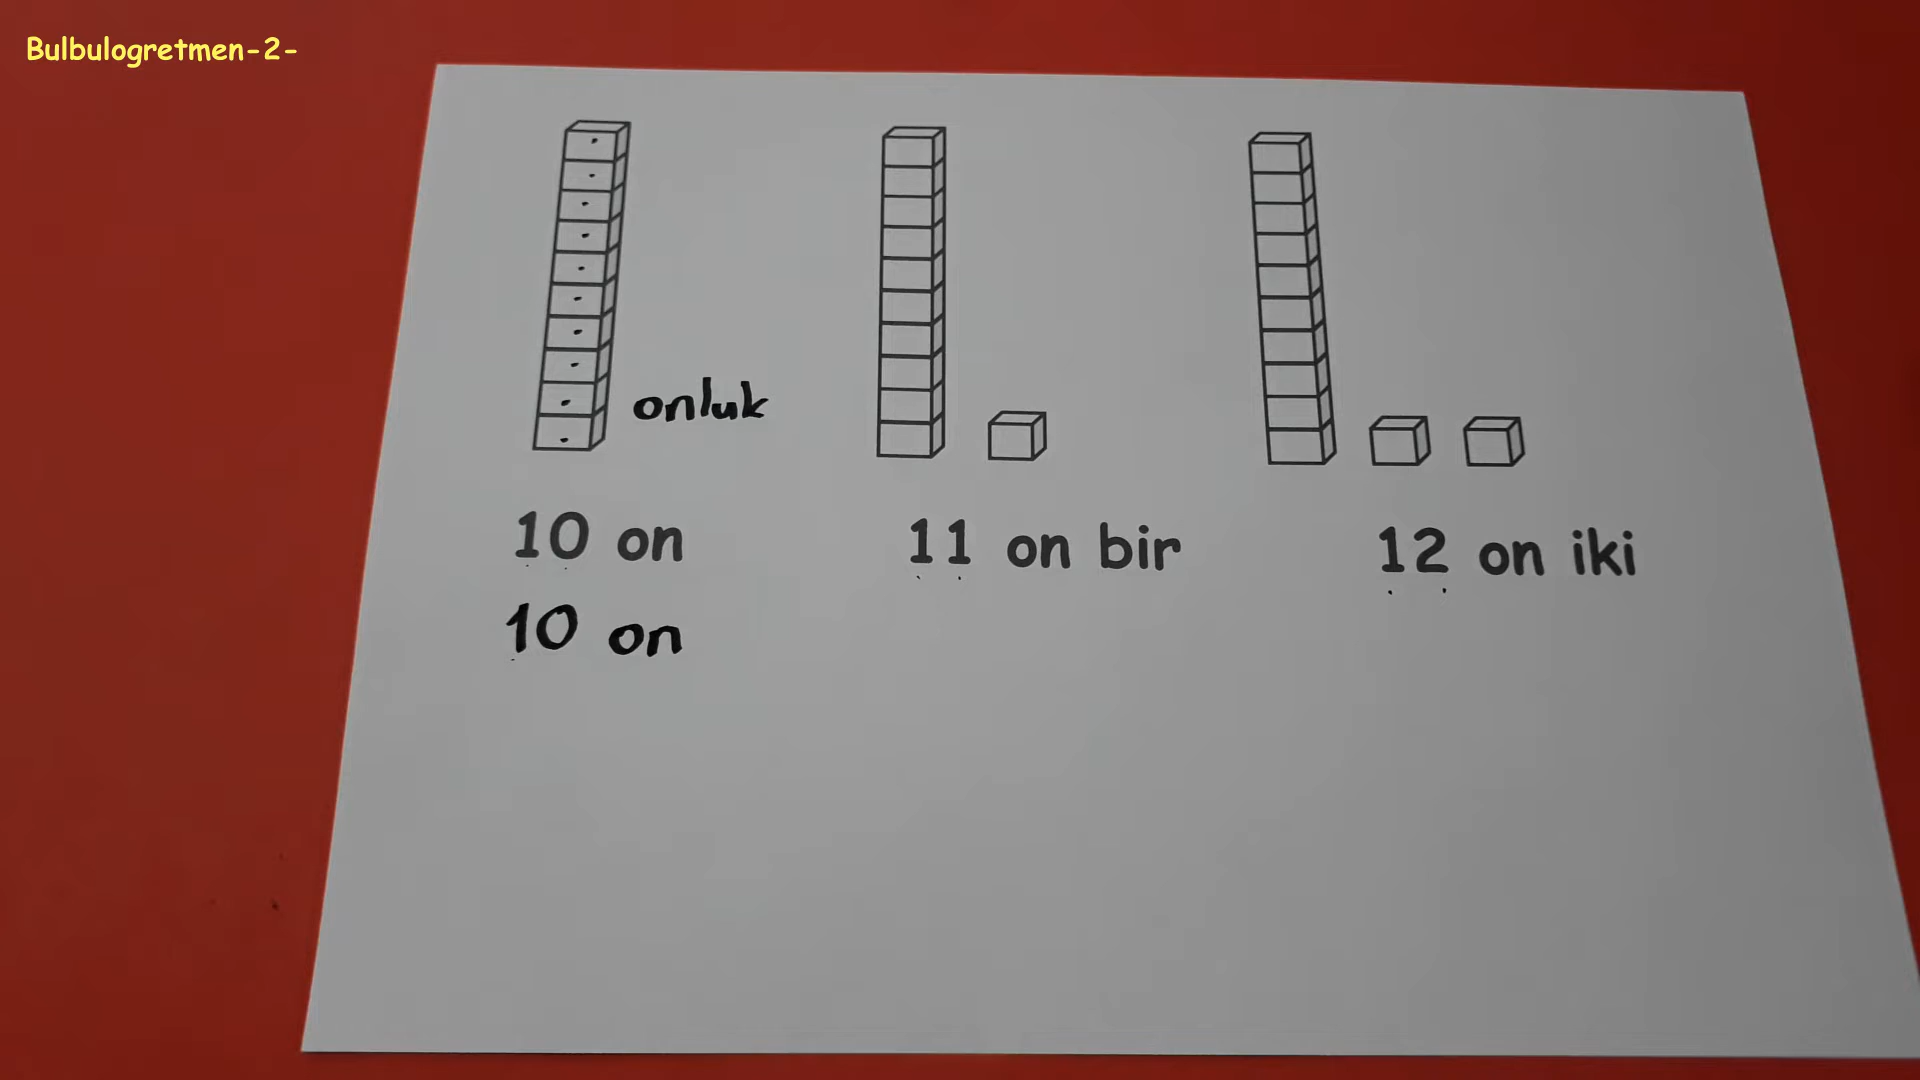 Bulbulogretmen-2-
onluk
10 on
11 on bir
12 on iki
10 on